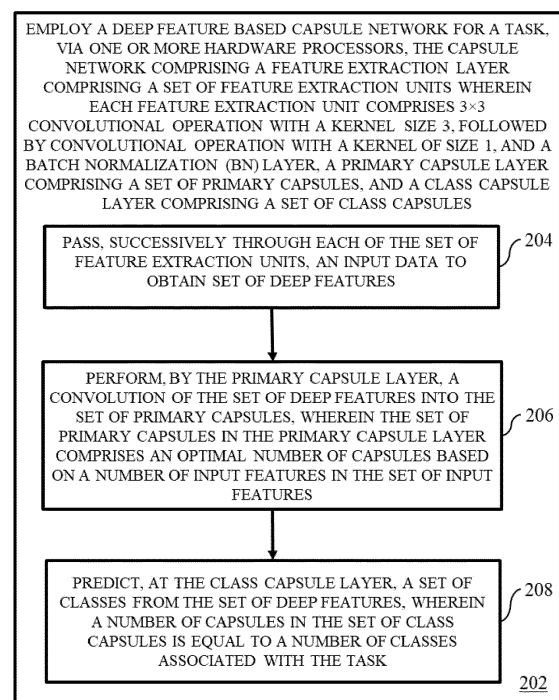 EMPLOY A DEEP FEATURE BASED CAPSULE NETWORK FOR A TASK,
VIA ONE OR MORE HARDWARE PROCESSORS, THE CAPSULE
NETWORK COMPRISING A FEATURE EXTRACTION LAYER
COMPRISING A SET OF FEATURE EXTRACTION UNITS WHEREIN
EACH FEATURE EXTRACTION UNIT COMPRISES 3×3
CONVOLUTIONAL OPERATION WITH A KERNEL SIZE 3, FOLLOWED
BY CONVOLUTIONAL OPERATION WITH A KERNEL OF SIZE 1, AND A
BATCH NORMALIZATION (BN) LAYER, A PRIMARY CAPSULE LAYER
COMPRISING A SET OF PRIMARY CAPSULES, AND A CLASS CAPSULE
LAYER COMPRISING A SET OF CLASS CAPSULES
PASS, SUCCESSIVELY THROUGH EACH OF THE SET OF
FEATURE EXTRACTION UNITS, AN INPUT DATA TO
OBTAIN SET OF DEEP FEATURES
204
PERFORM, BY THE PRIMARY CAPSULE LAYER, A
CONVOLUTION OF THE SET OF DEEP FEATURES INTO THE
SET OF PRIMARY CAPSULES, WHEREIN THE SET OF
PRIMARY CAPSULES IN THE PRIMARY CAPSULE LAYER
COMPRISES AN OPTIMAL NUMBER OF CAPSULES BASED
ON A NUMBER OF INPUT FEATURES IN THE SET OF INPUT
FEATURES
206
PREDICT, AT THE CLASS CAPSULE LAYER, A SET OF
CLASSES FROM THE SET OF DEEP FEATURES, WHEREIN
A NUMBER OF CAPSULES IN THE SET OF CLASS
CAPSULES IS EQUAL TO A NUMBER OF CLASSES
ASSOCIATED WITH THE TASK
208
202